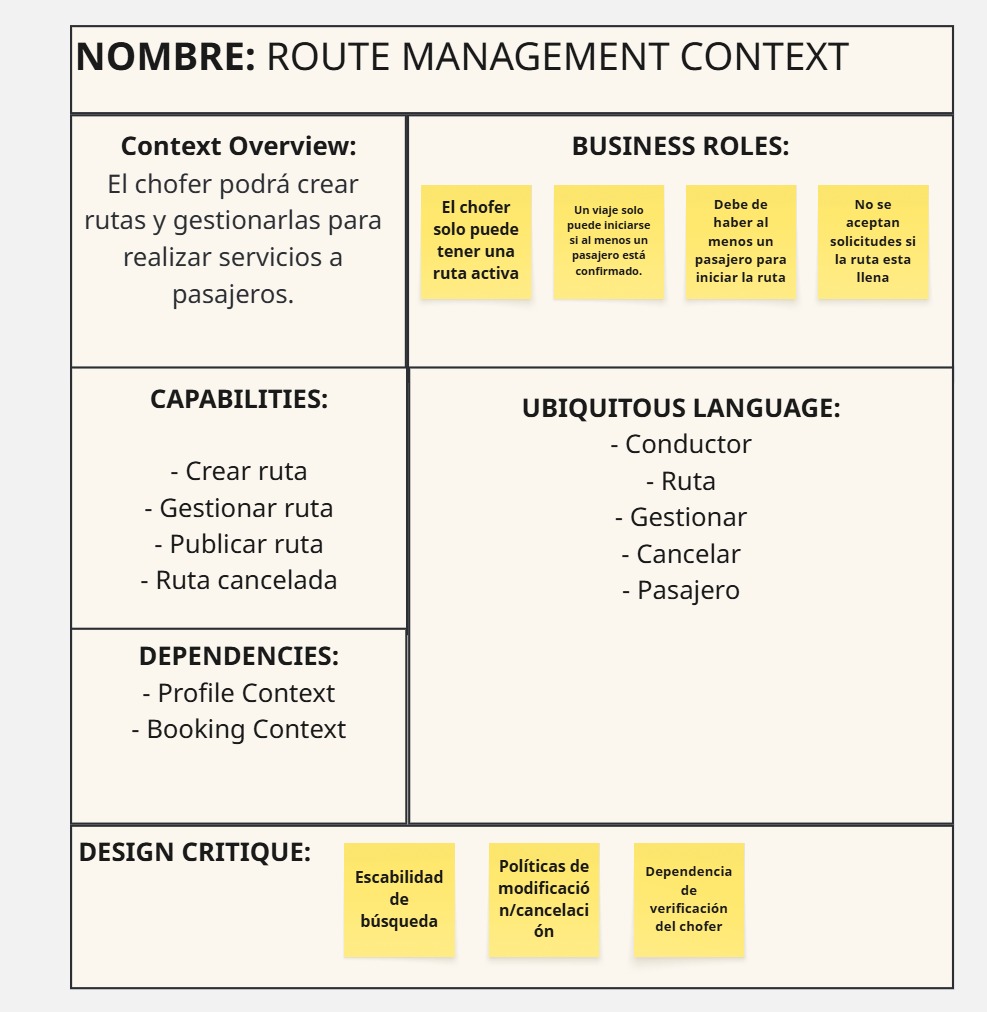 NOMBRE: ROUTE MANAGEMENT CONTEXT
Context Overview:
El chofer podrá crear
rutas y gestionarlas para
realizar servicios a
pasajeros.
BUSINESS ROLES:
El chofer
solo puede
tener una
ruta activa
Un viaje solo
puede iniciarse
si al menos un
pasajero está
confirmado.
Debe de
haber al
menos un
pasajero para
iniciar la ruta
No se
aceptan
solicitudes si
la ruta esta
llena
CAPABILITIES:
- Crear ruta
- Gestionar ruta
- Publicar ruta
- Ruta cancelada
UBIQUITOUS LANGUAGE:
- Conductor
- Ruta
- Gestionar
- Cancelar
- Pasajero
DEPENDENCIES:
- Profile Context
- Booking Context
DESIGN CRITIQUE:
Escabilidad
de
búsqueda
Políticas de
modificació
n/cancelaci
ón
Dependencia
de
verificación
del chofer